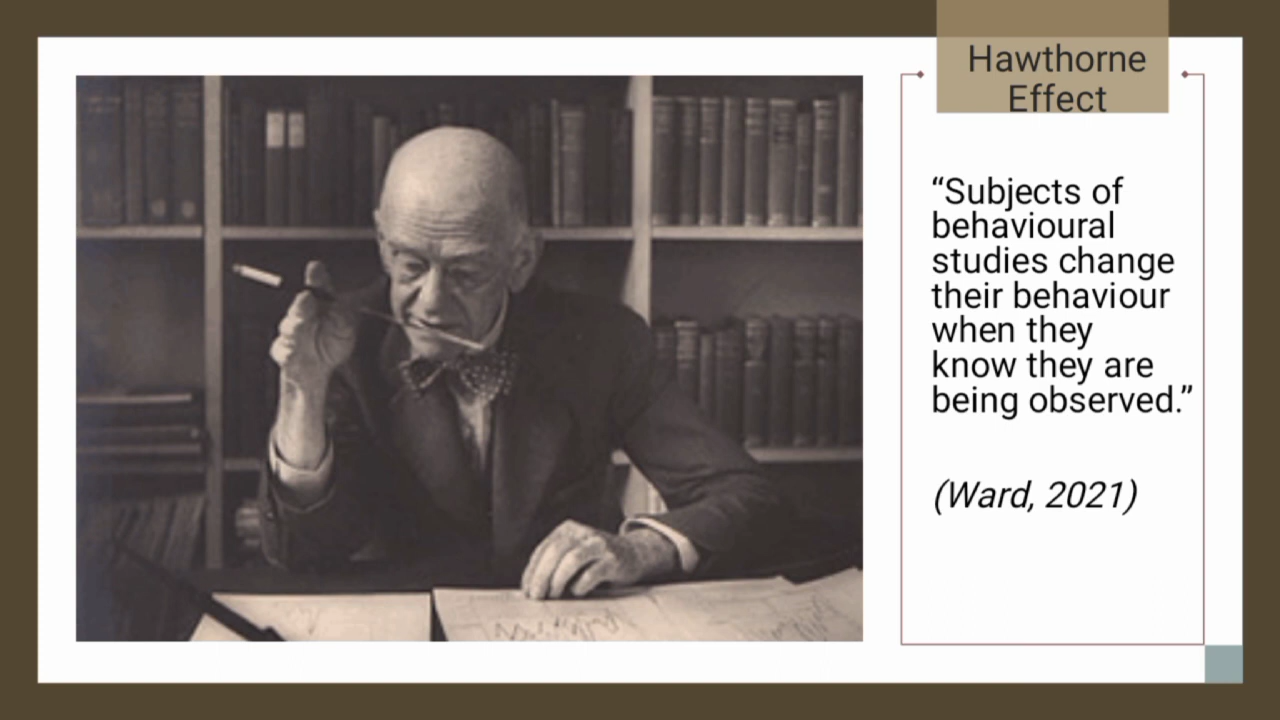 Hawthorne
Effect
“Subjects of
behavioural
studies change
their behaviour
when they
know they are
being observed.”
(Ward, 2021)